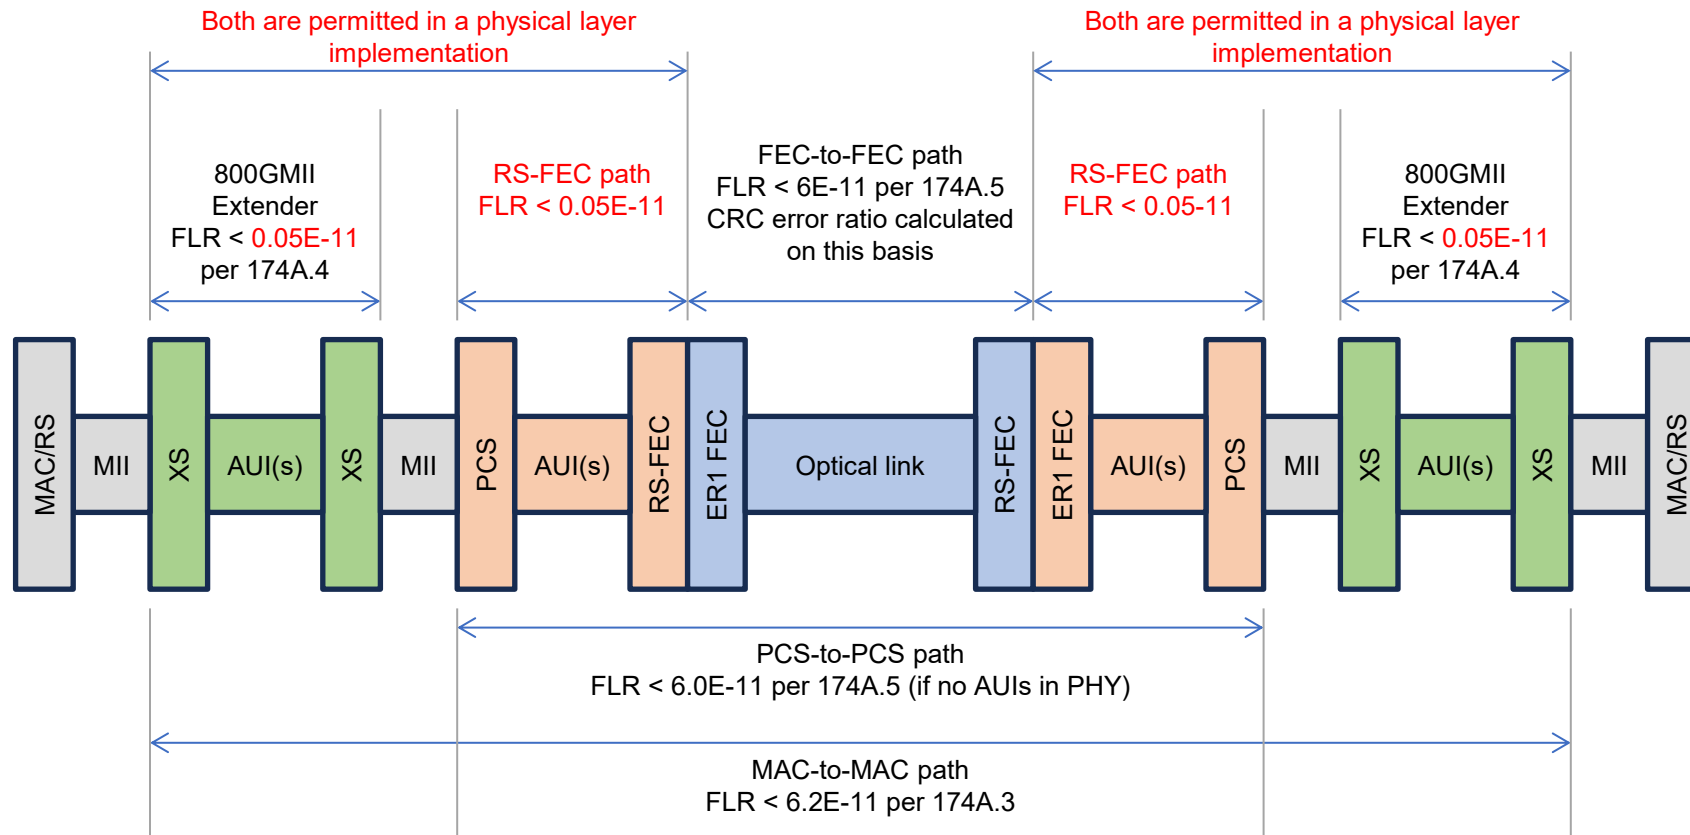 Both are permitted in a physical layer
implementation
Both are permitted in a physical layer
implementation
800GMII
Extender
FLR < 0.05E-11
per 174A.4
RS-FEC path
FLR < 0.05E-11
FEC-to-FEC path
FLR < 6E-11 per 174A.5
CRC error ratio calculated
on this basis
RS-FEC path
FLR < 0.05-11
800GMII
Extender
FLR < 0.05E-11
per 174A.4
MAC/RS
MII
XS
AUI(s)
XS
MII
PCS
AUI(s)
RS-FEC
ER1 FEC
Optical link
RS-FEC
ER1 FEC
AUI(s)
PCS
MII
XS
AUI(s)
XS
MII
MAC/RS
PCS-to-PCS path
FLR < 6.0E-11 per 174A.5 (if no AUIs in PHY)
MAC-to-MAC path
FLR < 6.2E-11 per 174A.3